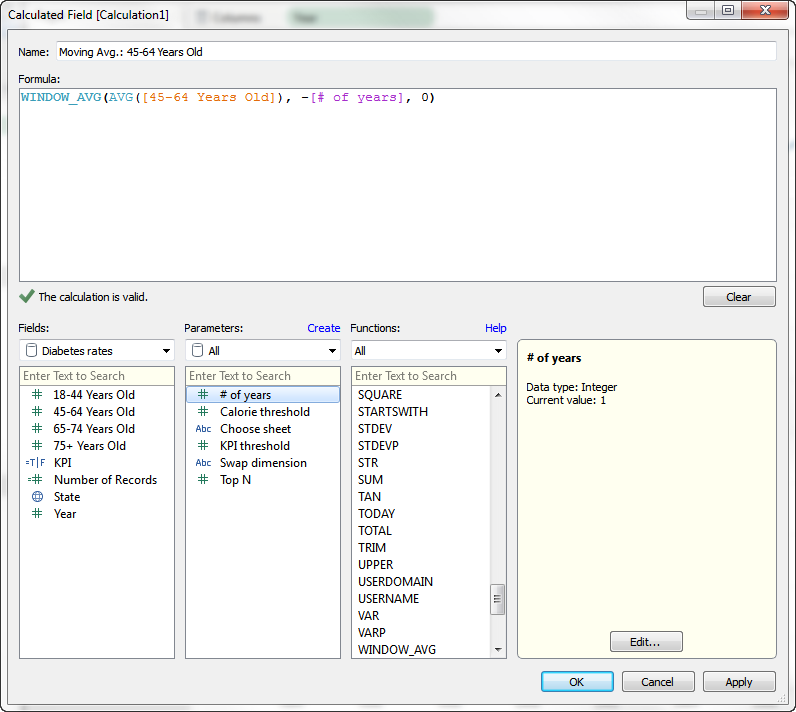 Calculated Field [Calculation1]
Columns
Year
Name: Moving Avg.: 45-64 Years Old
Formula:
WINDOW_AVG(AVG([45-64 Years Old]), -[# of years], 0)
The calculation is valid.
Clear
Fields:
Diabetes rates
Enter Text to Search
18-44 Years Old
45-64 Years Old
65-74 Years Old
75+ Years Old
=T|F KPI
Number of Records
State
Year
Parameters: Create
All
Enter Text to Search
# of years
Calorie threshold
Abc Choose sheet
KPI threshold
Abc Swap dimension
Top N
Functions: Help
All
Enter Text to Search
SQUARE
STARTSWITH
STDEV
STDEVP
STR
SUM
TAN
TODAY
TOTAL
TRIM
UPPER
USERDOMAIN
USERNAME
VAR
VARP
WINDOW_AVG
# of years
Data type: Integer
Current value: 1
Edit...
OK
Cancel
Apply